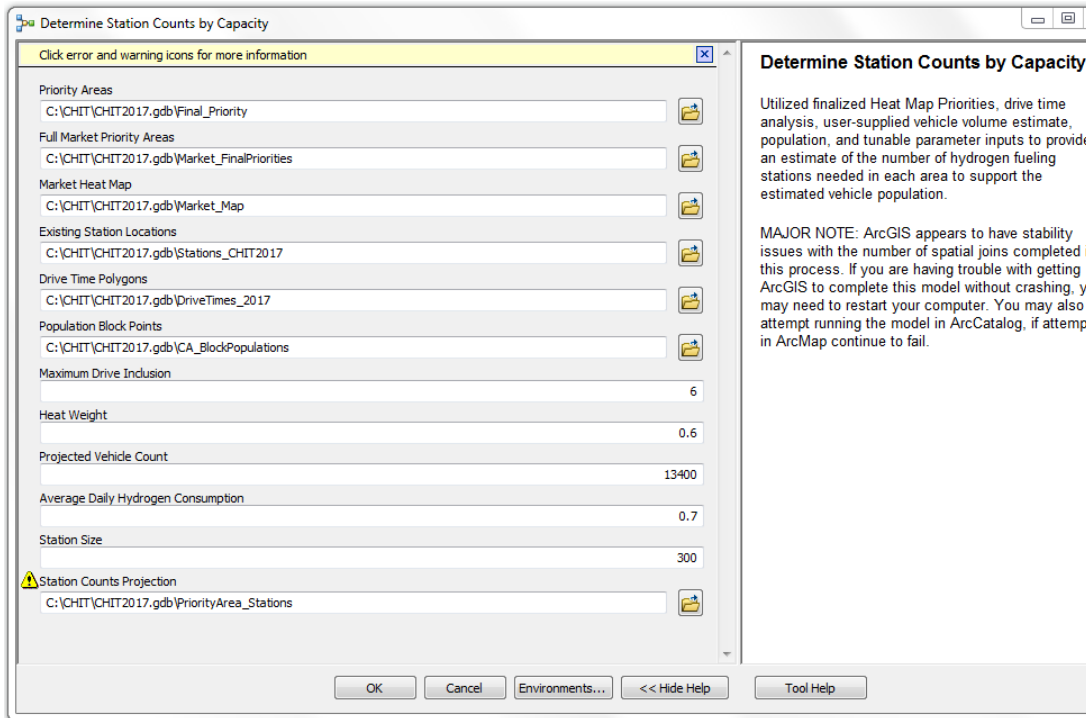 Determine Station Counts by Capacity
Click error and warning icons for more information
Priority Areas
C:\CHIT\CHIT2017.gdb\Final_Priority
Full Market Priority Areas
C:\CHIT\CHIT2017.gdb\Market_FinalPriorities
Market Heat Map
C:\CHIT\CHIT2017.gdb\Market_Map
Existing Station Locations
C:\CHIT\CHIT2017.gdb\Stations_CHIT2017
Drive Time Polygons
C:\CHIT\CHIT2017.gdb\DriveTimes_2017
Population Block Points
C:\CHIT\CHIT2017.gdb\CA_BlockPopulations
Maximum Drive Inclusion
6
Heat Weight
0.6
Projected Vehicle Count
13400
Average Daily Hydrogen Consumption
0.7
Station Size
300
Station Counts Projection
C:\CHIT\CHIT2017.gdb\PriorityArea_Stations
Determine Station Counts by Capacity
Utilized finalized Heat Map Priorities, drive time
analysis, user-supplied vehicle volume estimate,
population, and tunable parameter inputs to provide
an estimate of the number of hydrogen fueling
stations needed in each area to support the
estimated vehicle population.
MAJOR NOTE: ArcGIS appears to have stability
issues with the number of spatial joins completed
this process. If you are having trouble with getting
ArcGIS to complete this model without crashing,
may need to restart your computer. You may also
attempt running the model in ArcCatalog, if
in ArcMap continue to fail.
OK
Cancel
Environments...
<< Hide Help
Tool Help